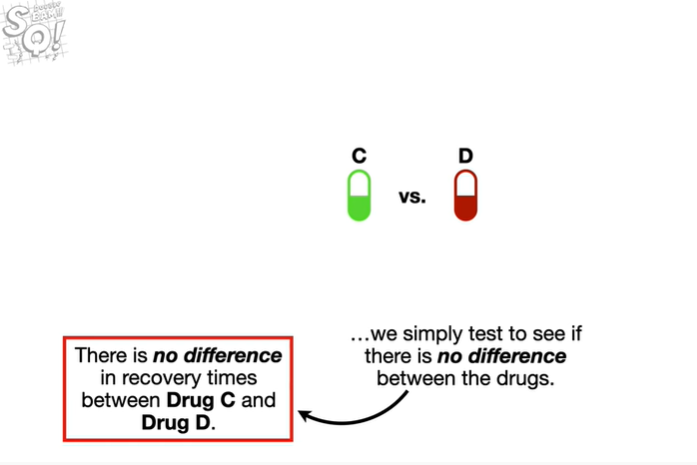 C
D
vs.
...we simply test to see if
there is no difference
between the drugs.
There is no difference
in recovery times
between Drug C and
Drug D.